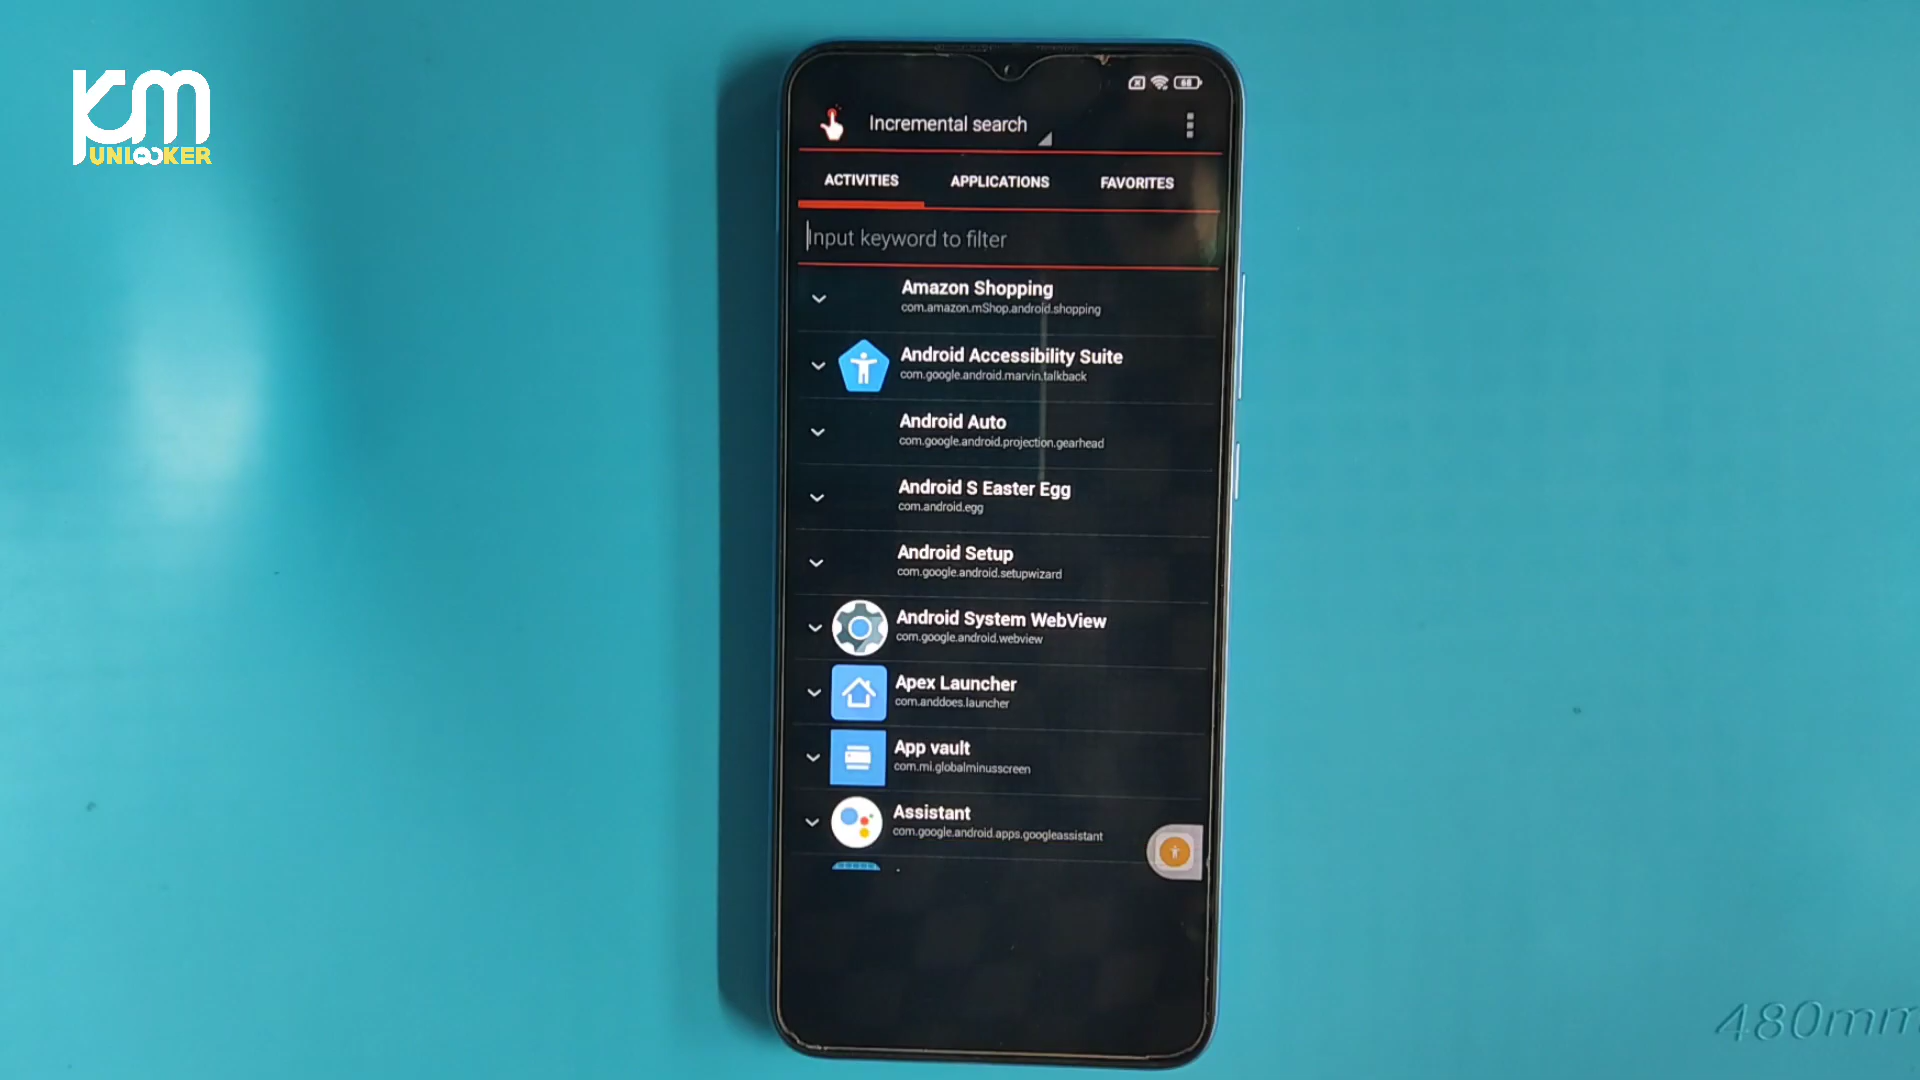 KM
UNLOCKER
68
Incremental search
ACTIVITIES
APPLICATIONS
FAVORITES
Input keyword to filter
Amazon Shopping
com.amazon.mShop.android.shopping
Android Accessibility Suite
com.google.android.marvin.talkback
Android Auto
com.google.android.projection.gearhead
Android S Easter Egg
com.android.egg
Android Setup
com.google.android.setupwizard
Android System WebView
com.google.android.webview
Apex Launcher
com.anddoes.launcher
App vault
com.mi.globalminusscreen
Assistant
com.google.android.apps.googleassistant
480mm